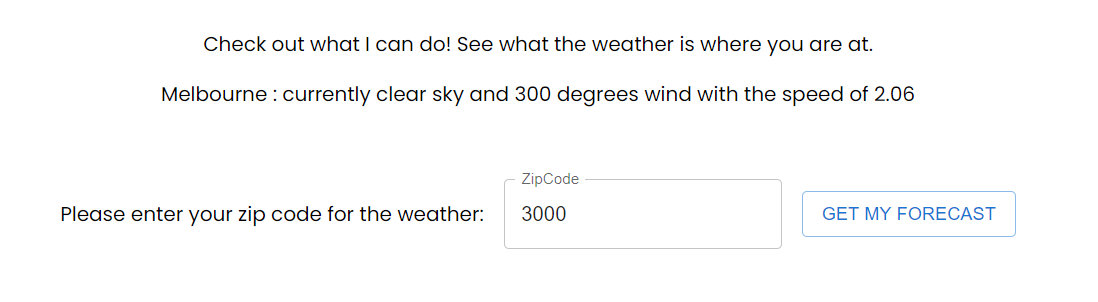 Check out what I can do! See what the weather is where you are at.
Melbourne : currently clear sky and 300 degrees wind with the speed of 2.06
ZipCode
Please enter your zip code for the weather: 3000 GET MY FORECAST